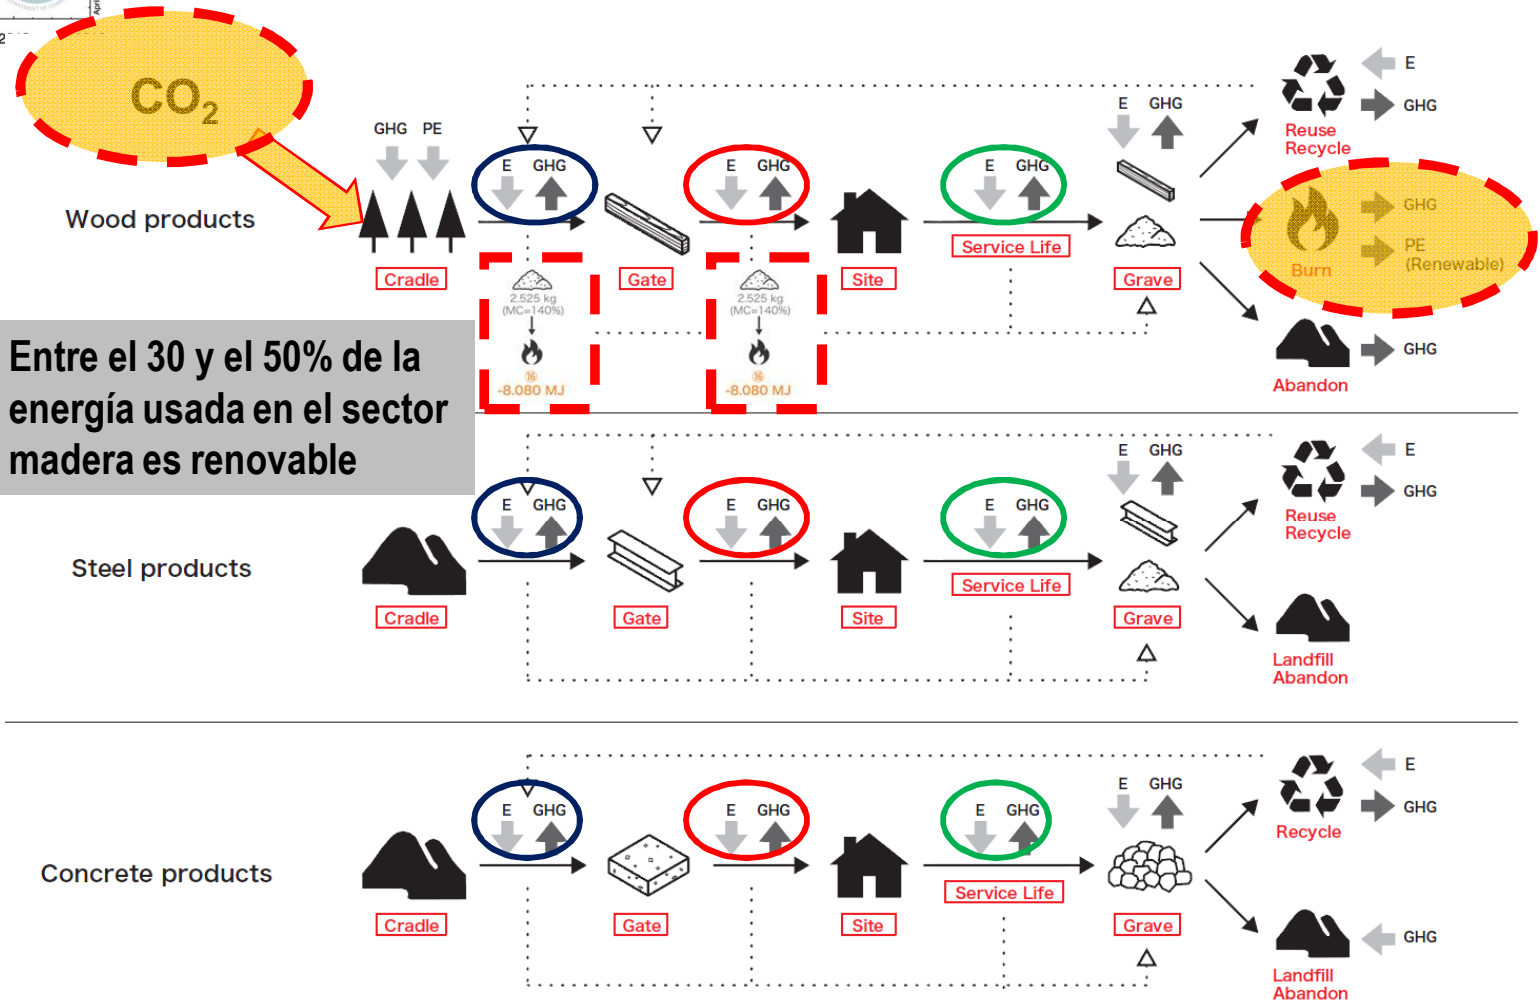 CO2
GHG PE
E GHG
E GHG
E GHG
E GHG
E
GHG
Reuse
Recycle
Wood products
Cradle
Gate
Site
Service Life
Grave
GHG
PE
(Renewable)
Burn
2.525 kg
(MC=140%)
⑯
-8.080 MJ
2.525 kg
(MC=140%)
⑯
-8.080 MJ
GHG
Abandon
Entre el 30 y el 50% de la
energía usada en el sector
madera es renovable
E GHG
E GHG
E GHG
E GHG
E
GHG
Reuse
Recycle
Steel products
Cradle
Gate
Site
Service Life
Grave
Landfill
Abandon
E GHG
E GHG
E GHG
E GHG
E
GHG
Recycle
Concrete products
Cradle
Gate
Site
Service Life
Grave
GHG
Landfill
Abandon